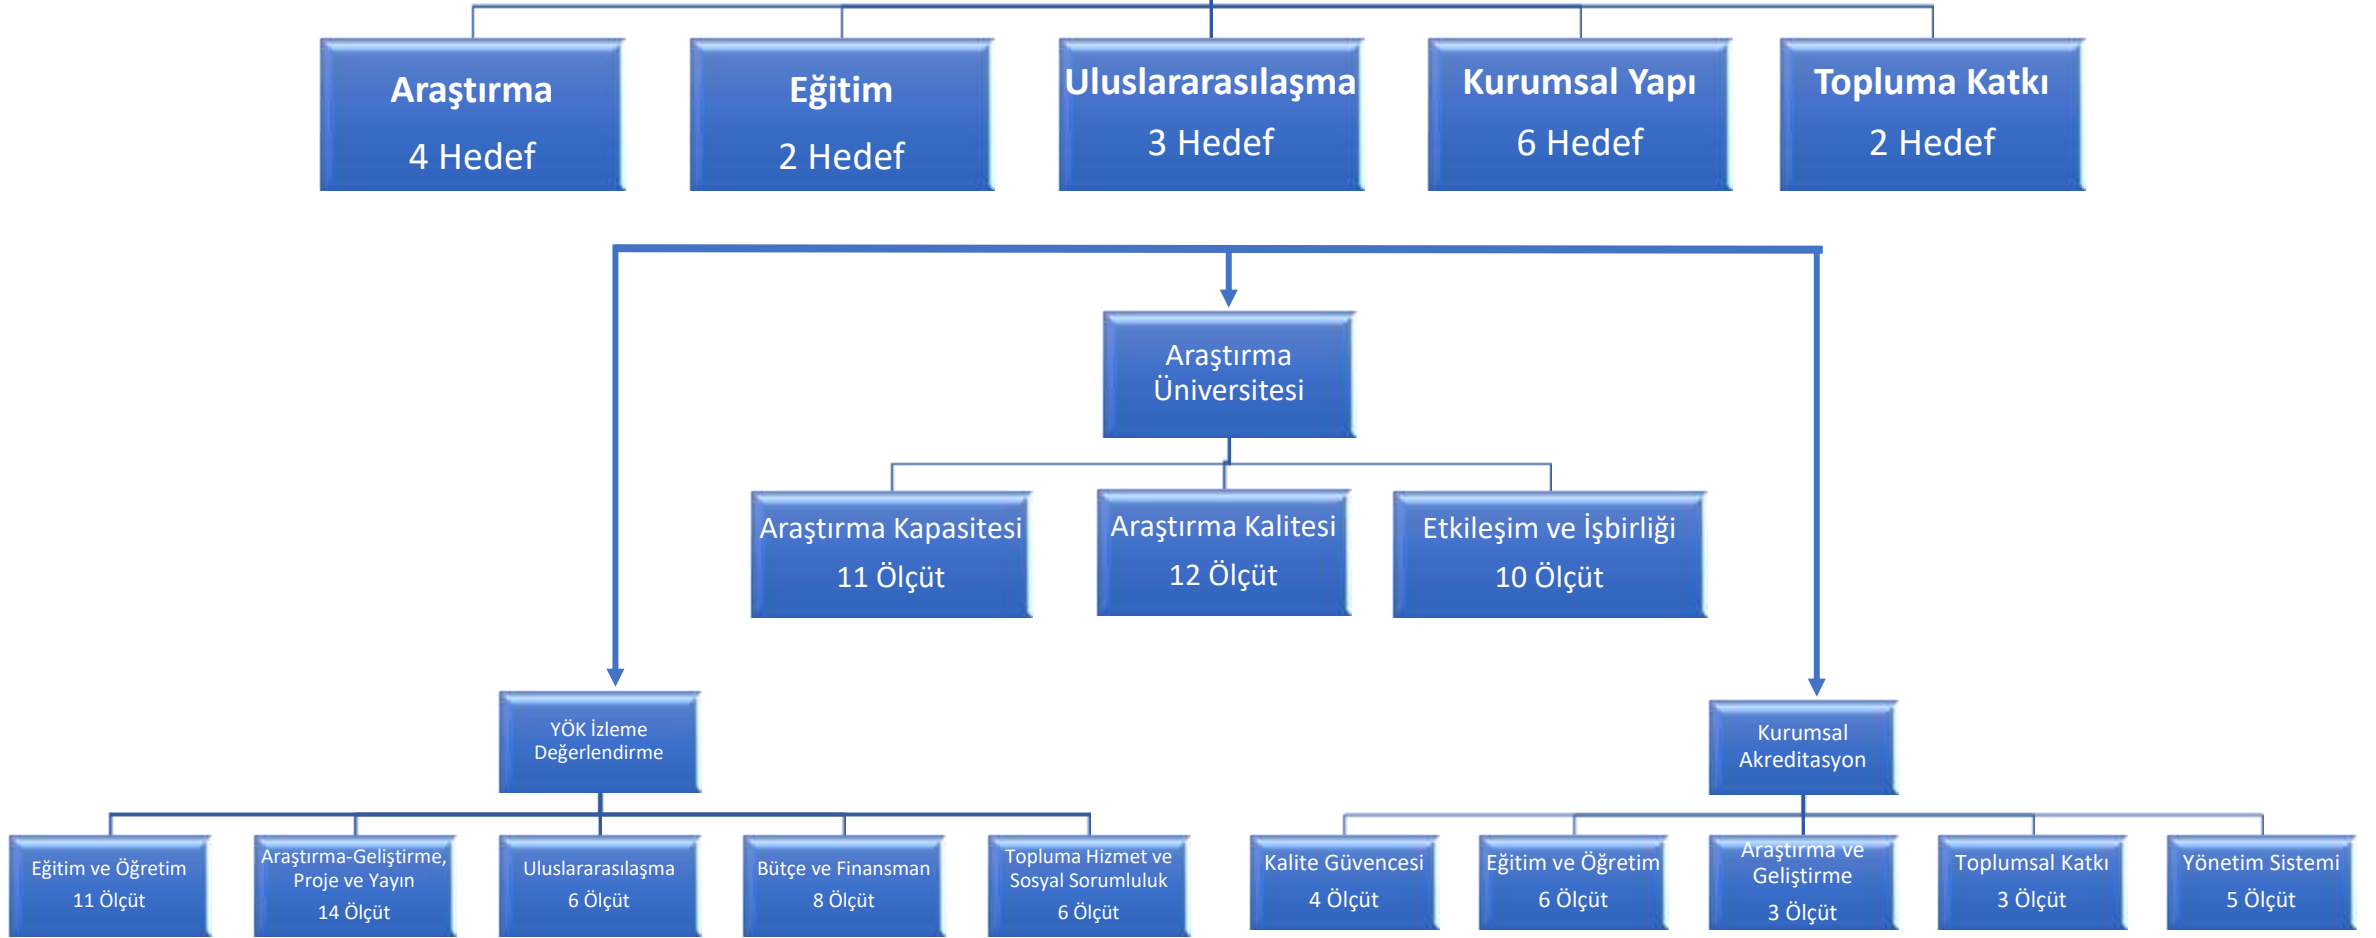 Araştırma
4 Hedef
Eğitim
2 Hedef
Uluslararasılaşma
3 Hedef
Kurumsal Yapı
6 Hedef
Topluma Katkı
2 Hedef
Araştırma
Üniversitesi
Araştırma Kapasitesi
11 Ölçüt
Araştırma Kalitesi
12 Ölçüt
Etkileşim ve İşbirliği
10 Ölçüt
YÖK İzleme
Değerlendirme
Kurumsal
Akreditasyon
Eğitim ve Öğretim
11 Ölçüt
Araştırma-Geliştirme,
Proje ve Yayın
14 Ölçüt
Uluslararasılaşma
6 Ölçüt
Bütçe ve Finansman
8 Ölçüt
Topluma Hizmet ve
Sosyal Sorumluluk
6 Ölçüt
Kalite Güvencesi
4 Ölçüt
Eğitim ve Öğretim
6 Ölçüt
Araştırma ve
Geliştirme
3 Ölçüt
Toplumsal Katkı
3 Ölçüt
Yönetim Sistemi
5 Ölçüt